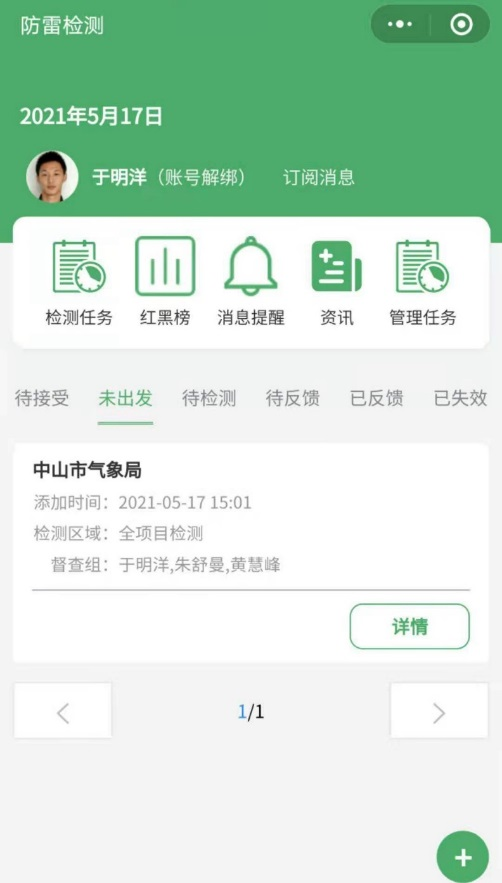 防雷检测
2021年5月17日
于明洋（账号解绑） 订阅消息
检测任务 红黑榜 消息提醒 资讯 管理任务
待接受 未出发 待检测 待反馈 已反馈 已失效
中山市气象局
添加时间：2021-05-17 15:01
检测区域：全项目检测
督查组：于明洋,朱舒曼,黄慧峰
详情
1/1